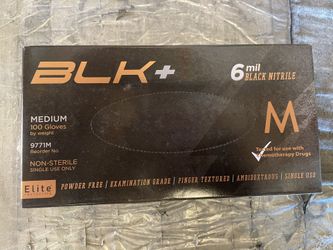 BLK+
6 mil
BLACK NITRILE
MEDIUM
100 Gloves
by weight
9771M
Reorder No.
NON-STERILE
SINGLE USE ONLY
M
Tested for use with
Chemotherapy Drugs
Elite
POWDER FREE | EXAMINATION GRADE | FINGER TEXTURED | AMBIDEXTROUS | SINGLE USE